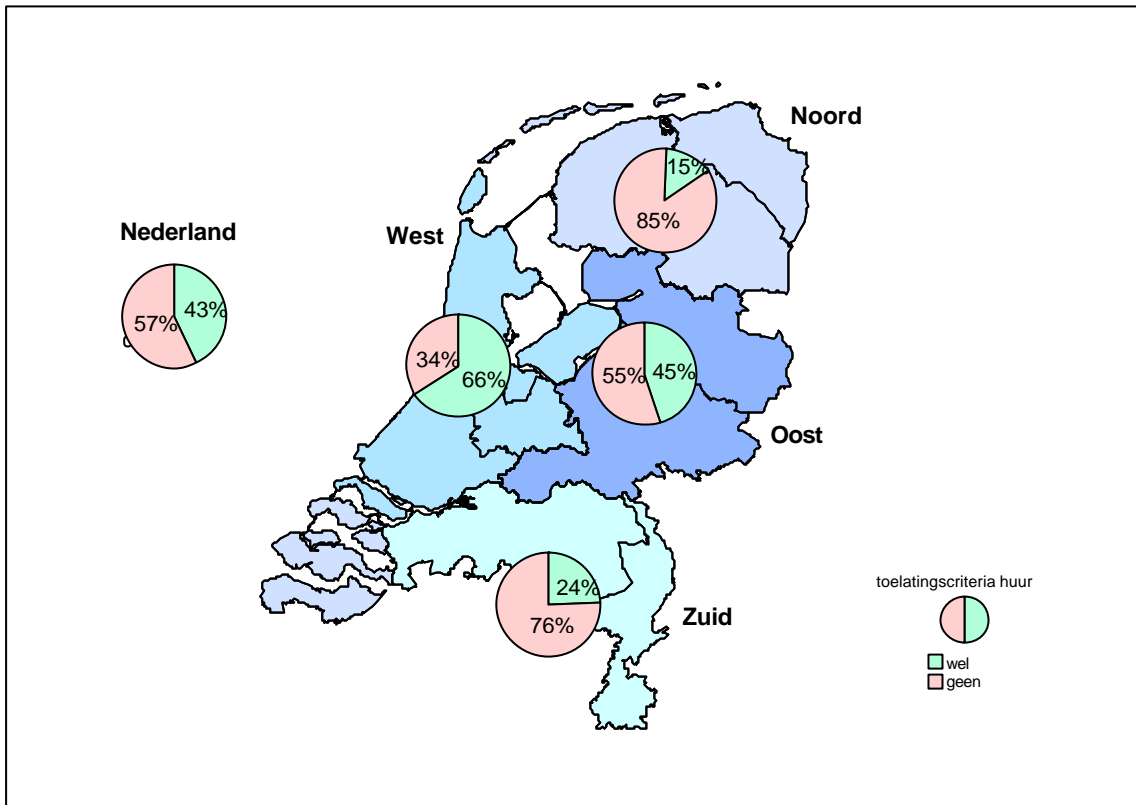 Noord
15%
85%
Nederland
57%
43%
West
34%
66%
55%
45%
Oost
24%
76%
Zuid
toelatingscriteria huur
wel
geen